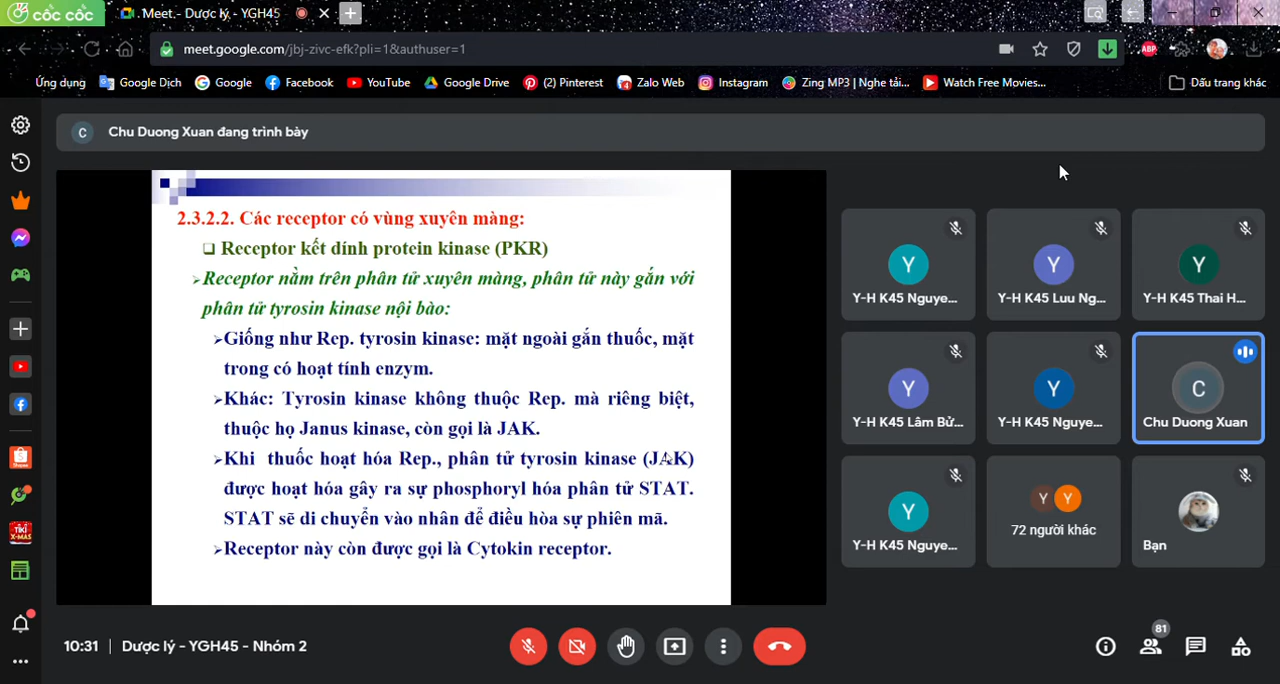 cốc cốc
Meet - Dược lý - YGH45
meet.google.com/jbj-zivc-efk?pli=1&authuser=1
ABP
Ứng dụng Google Dịch Google Facebook YouTube Google Drive (2) Pinterest Zalo Web Instagram Zing MP3 | Nghe tải... Watch Free Movies... Dấu trang khác
C Chu Duong Xuan đang trình bày
2.3.2.2. Các receptor có vùng xuyên màng:
Receptor kết dính protein kinase (PKR)
Receptor nằm trên phân tử xuyên màng, phân tử này gắn với
phân tử tyrosin kinase nội bào:
Giống như Rep. tyrosin kinase: mặt ngoài gắn thuốc, mặt
trong có hoạt tính enzym.
Khác: Tyrosin kinase không thuộc Rep. mà riêng biệt,
thuộc họ Janus kinase, còn gọi là JAK.
Khi thuốc hoạt hóa Rep., phân tử tyrosin kinase (JAK)
được hoạt hóa gây ra sự phosphoryl hóa phân tử STAT.
STAT sẽ di chuyển vào nhân để điều hòa sự phiên mã.
Receptor này còn được gọi là Cytokin receptor.
Y Y Y
Y-H K45 Nguye... Y-H K45 Luu Ng... Y-H K45 Thai H...
Y Y C
Y-H K45 Lâm Bử... Y-H K45 Nguye... Chu Duong Xuan
Y Y Y
Y-H K45 Nguye... 72 người khác Bạn
10:31 | Dược lý - YGH45 - Nhóm 2
81